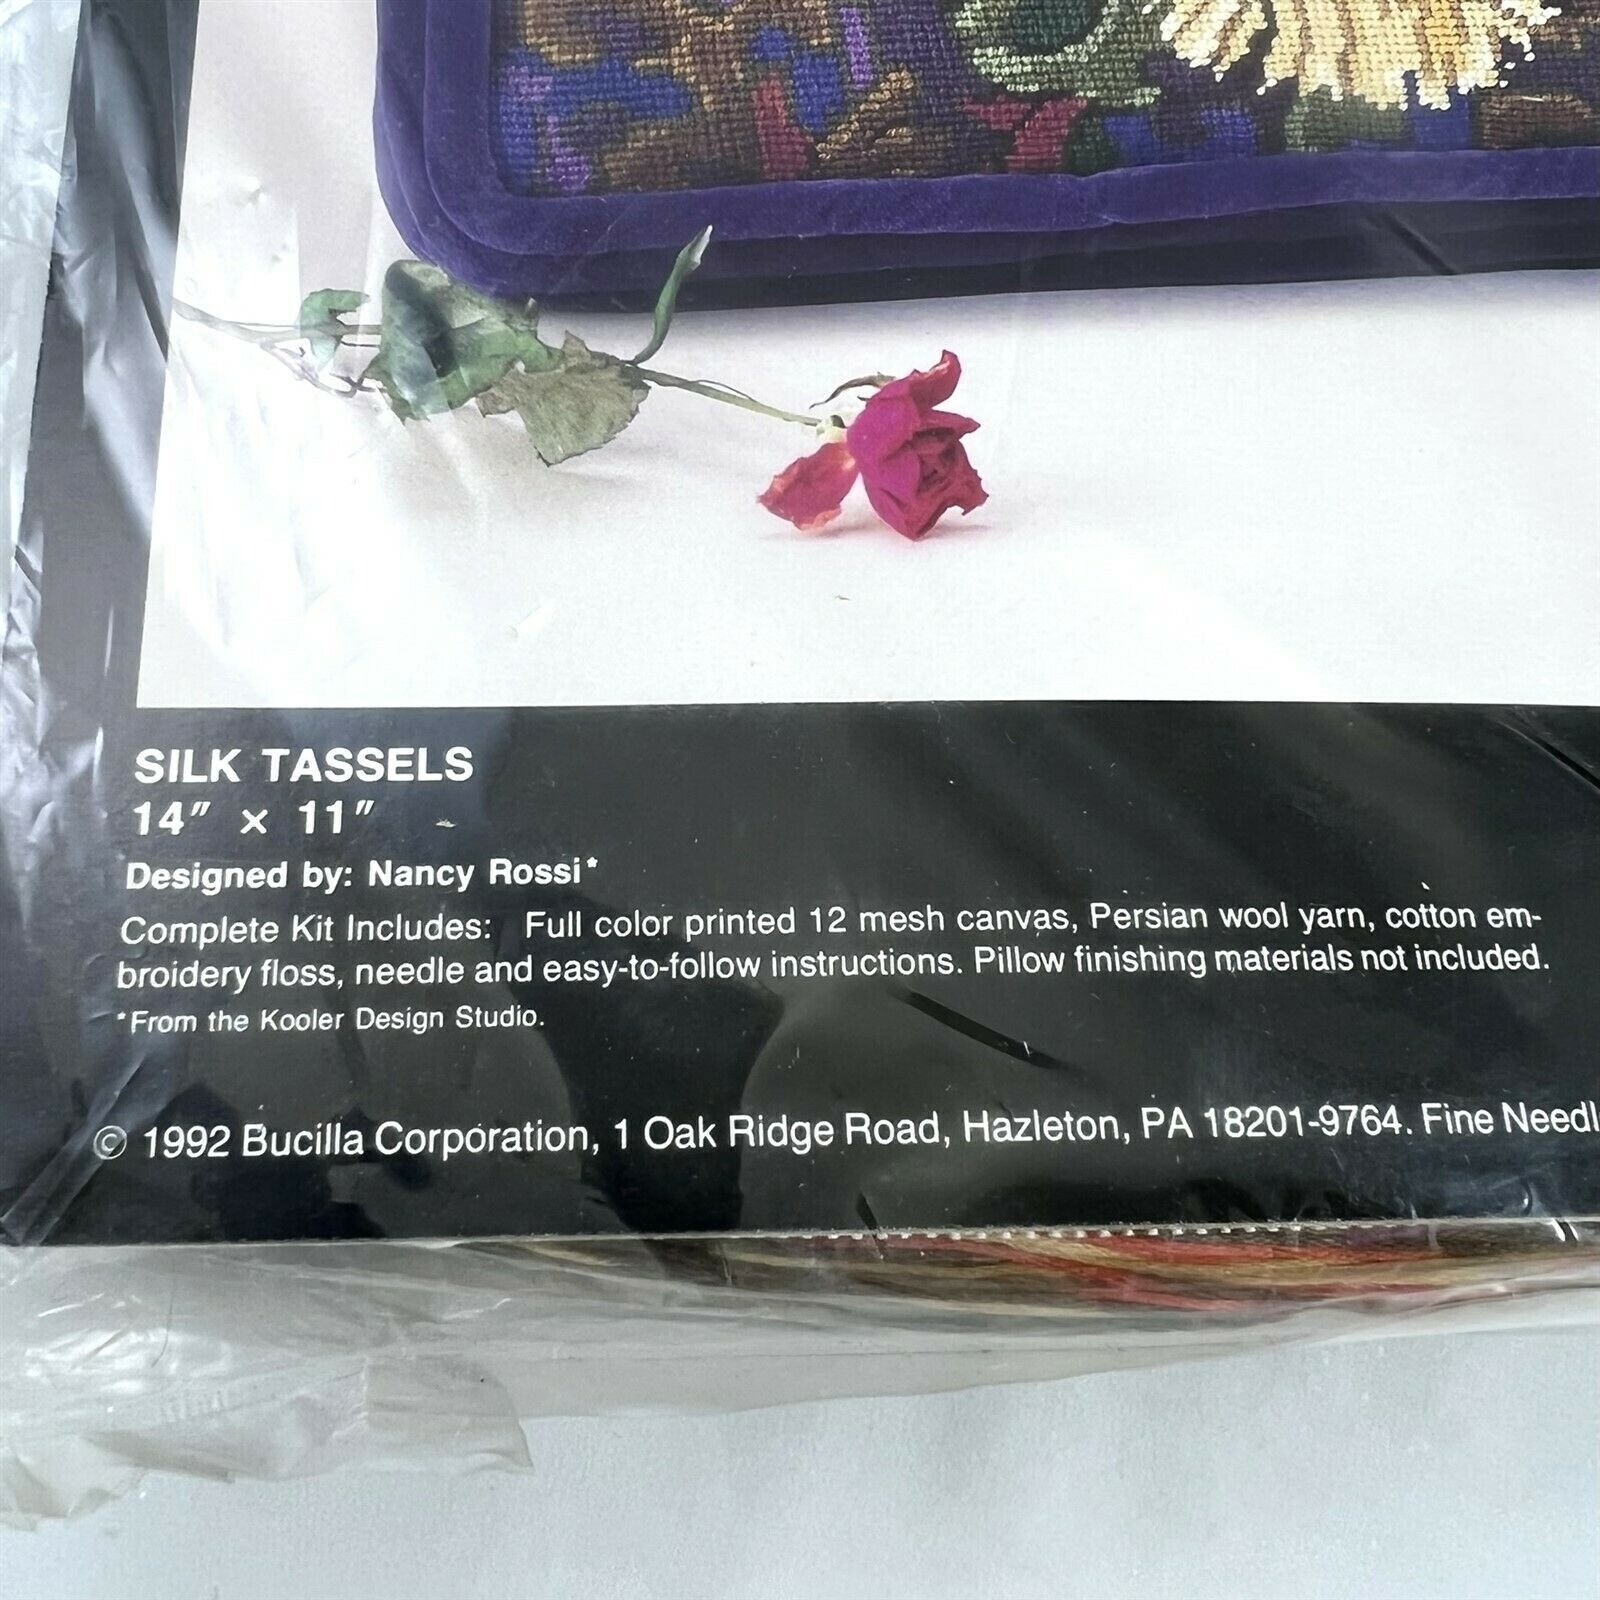 SILK TASSELS
14" x 11"
Designed by: Nancy Rossi*
Complete Kit Includes: Full color printed 12 mesh canvas, Persian wool yarn, cotton em-
broidery floss, needle and easy-to-follow instructions. Pillow finishing materials not included.
*From the Kooler Design Studio.
© 1992 Bucilla Corporation, 1 Oak Ridge Road, Hazleton, PA 18201-9764. Fine Needl